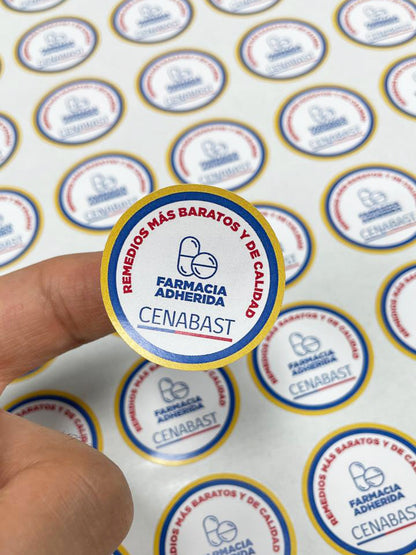 REMEDIOS MÁS BARATOS Y DE CALIDAD
FARMACIA
ADHERIDA
CENABAST